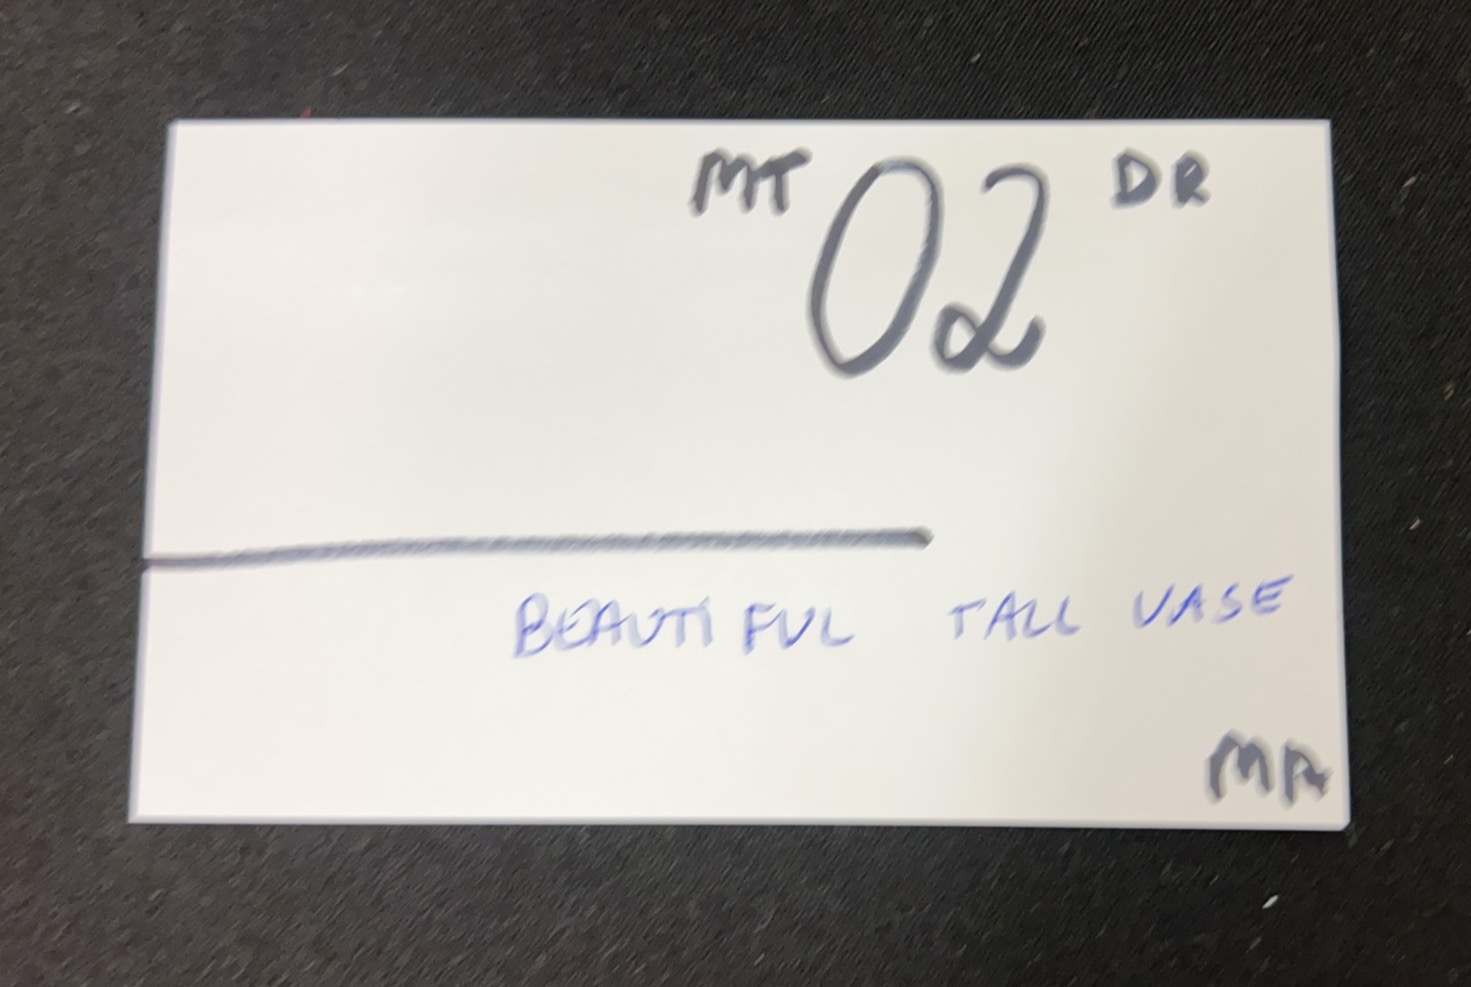 MT 02 DR
BEAUTIFUL TALL VASE
MA